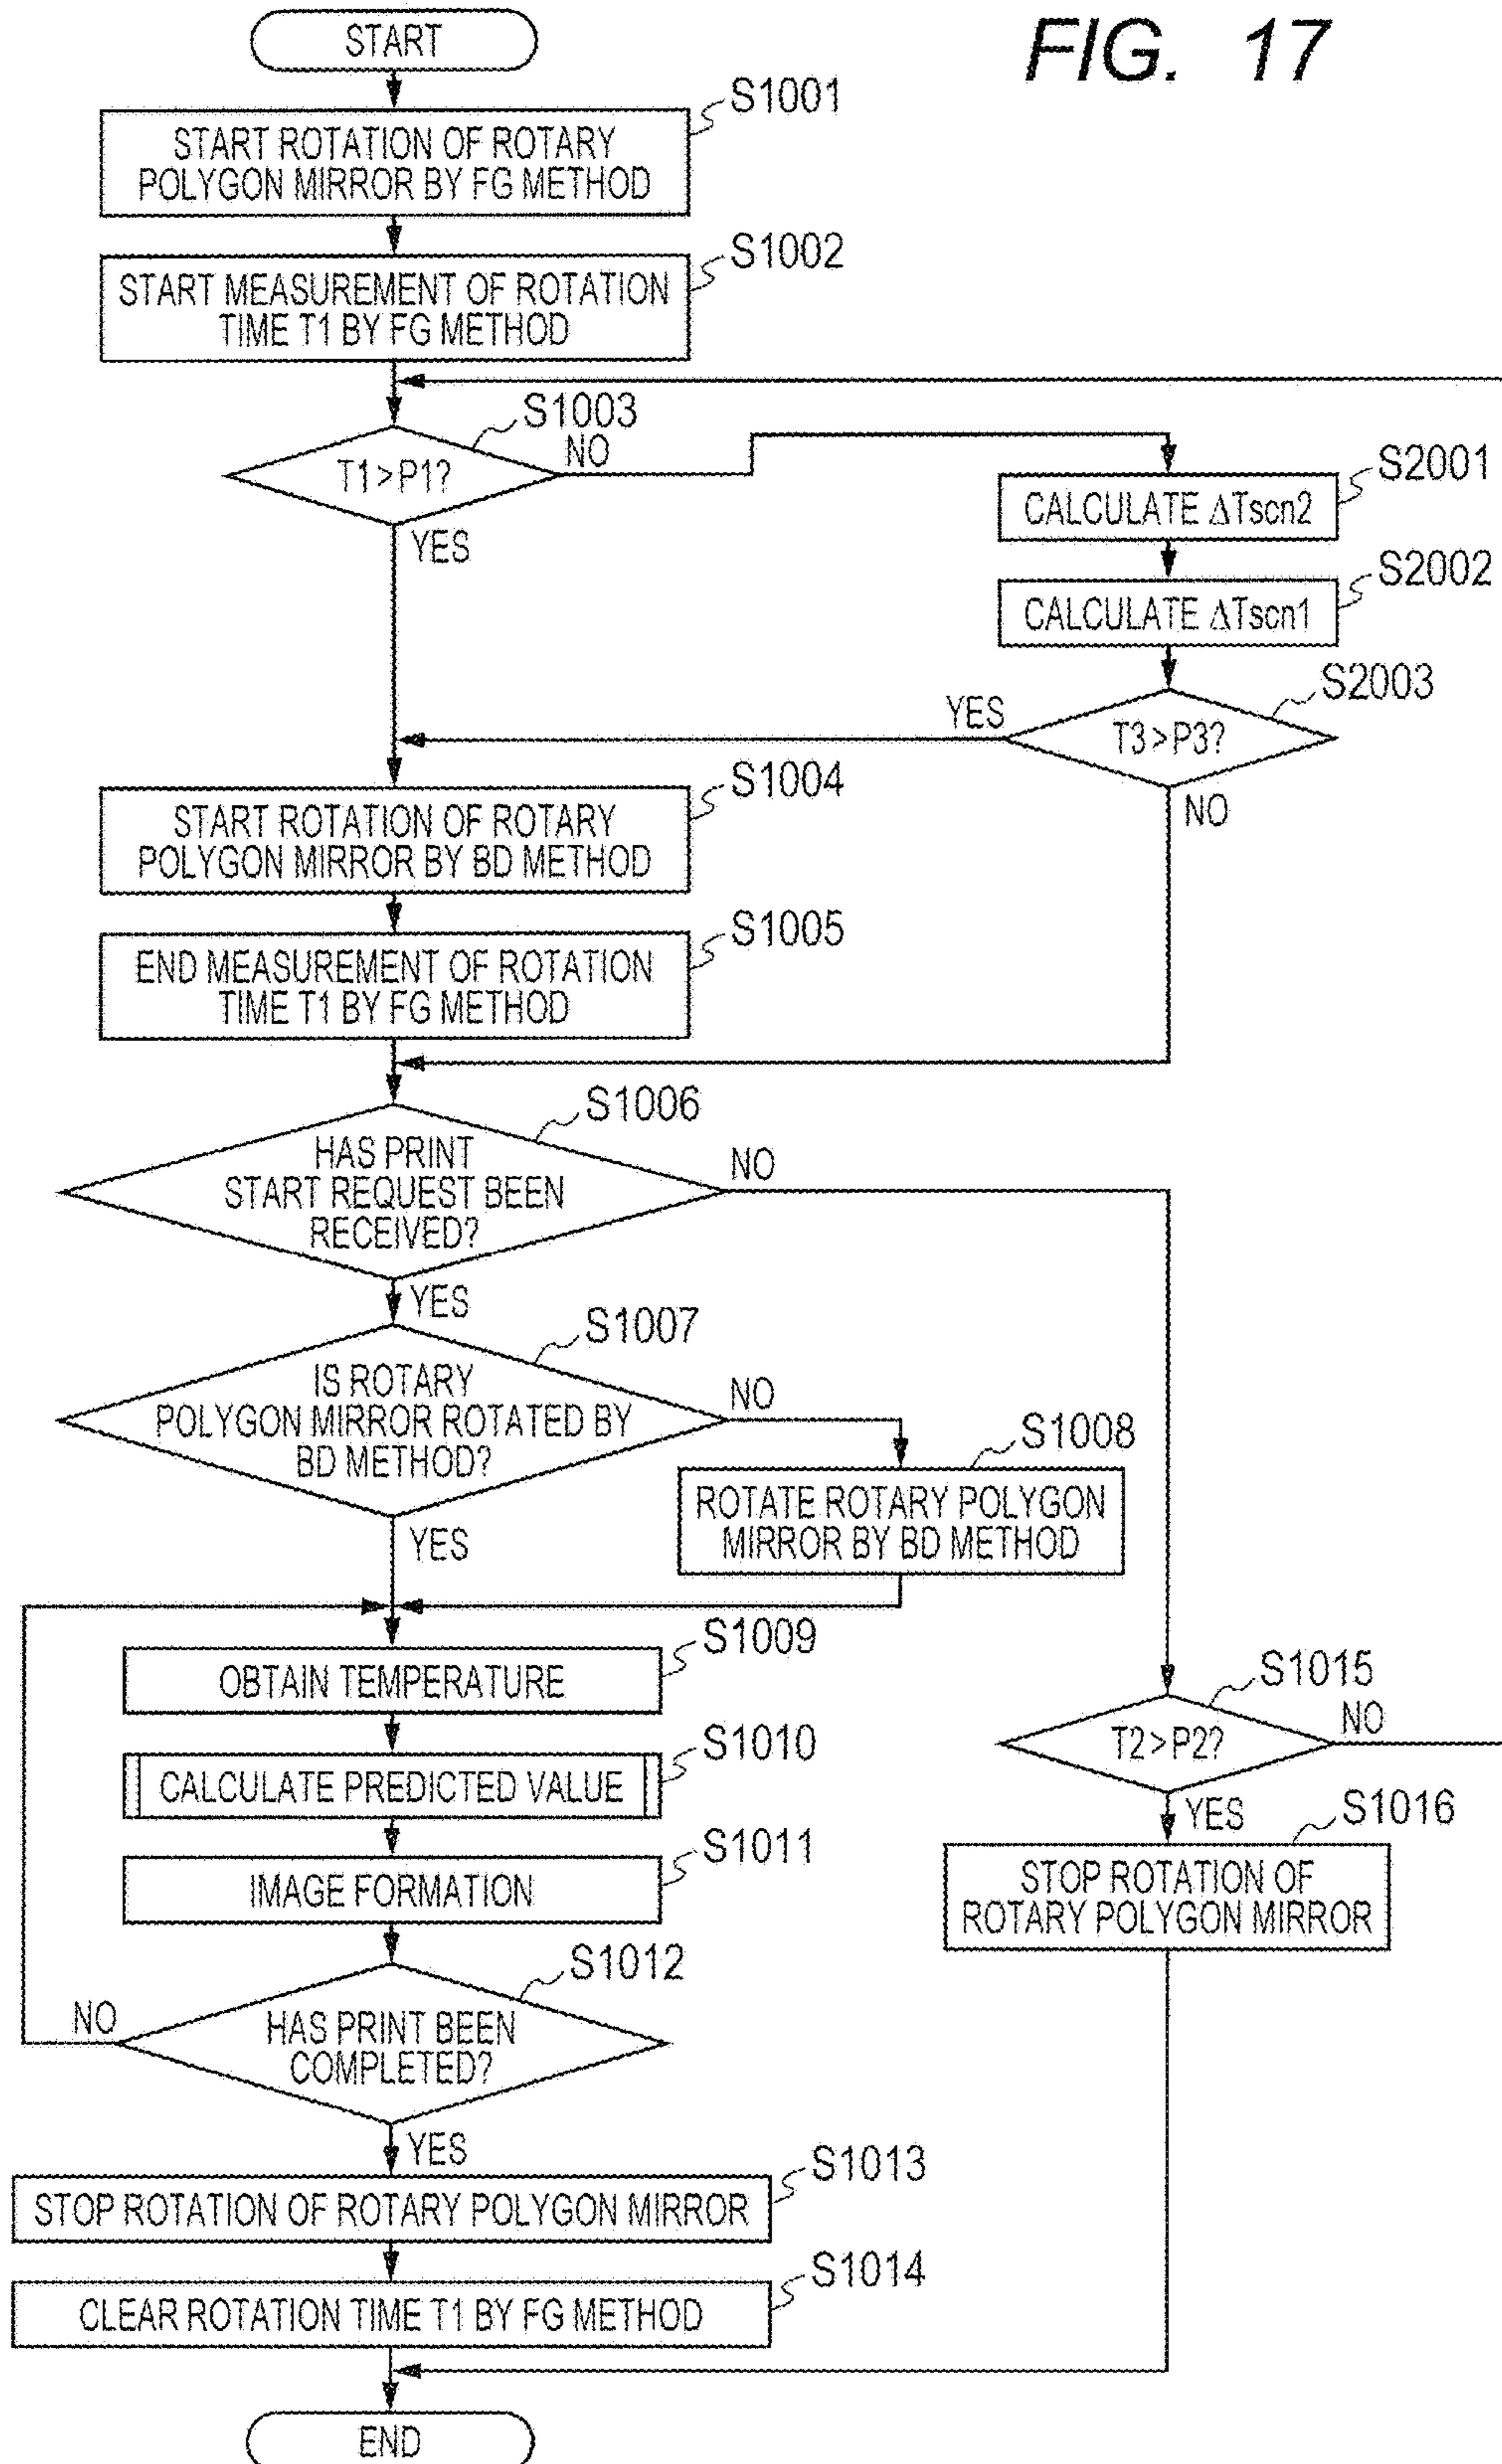 FIG. 17
START
S1001
START ROTATION OF ROTARY
POLYGON MIRROR BY FG METHOD
S1002
START MEASUREMENT OF ROTATION
TIME T1 BY FG METHOD
S1003
T1>P1?
NO
YES
S2001
CALCULATE ΔTscn2
S2002
CALCULATE ΔTscn1
S2003
T3>P3?
YES
NO
S1004
START ROTATION OF ROTARY
POLYGON MIRROR BY BD METHOD
S1005
END MEASUREMENT OF ROTATION
TIME T1 BY FG METHOD
S1006
HAS PRINT
START REQUEST BEEN
RECEIVED?
NO
YES
S1007
IS ROTARY
POLYGON MIRROR ROTATED BY
BD METHOD?
NO
YES
S1008
ROTATE ROTARY POLYGON
MIRROR BY BD METHOD
S1009
OBTAIN TEMPERATURE
S1010
CALCULATE PREDICTED VALUE
S1011
IMAGE FORMATION
S1012
HAS PRINT BEEN
COMPLETED?
NO
YES
S1013
STOP ROTATION OF ROTARY POLYGON MIRROR
S1014
CLEAR ROTATION TIME T1 BY FG METHOD
S1015
T2>P2?
NO
YES
S1016
STOP ROTATION OF
ROTARY POLYGON MIRROR
END